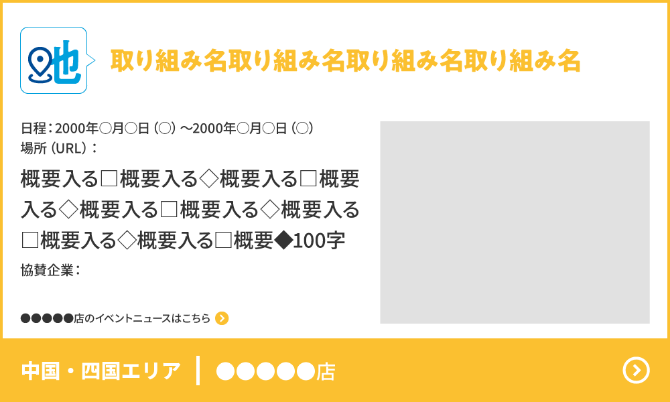 地
取り組み名取り組み名取り組み名取り組み名
日程：2000年○月○日（○）～2000年○月○日（○）
場所（URL）：
概要入る□概要入る◇概要入る□概要
入る◇概要入る□概要入る◇概要入る
□概要入る◇概要入る□概要◆100字
協賛企業：
●●●●●店のイベントニュースはこちら
中国・四国エリア｜●●●●●店